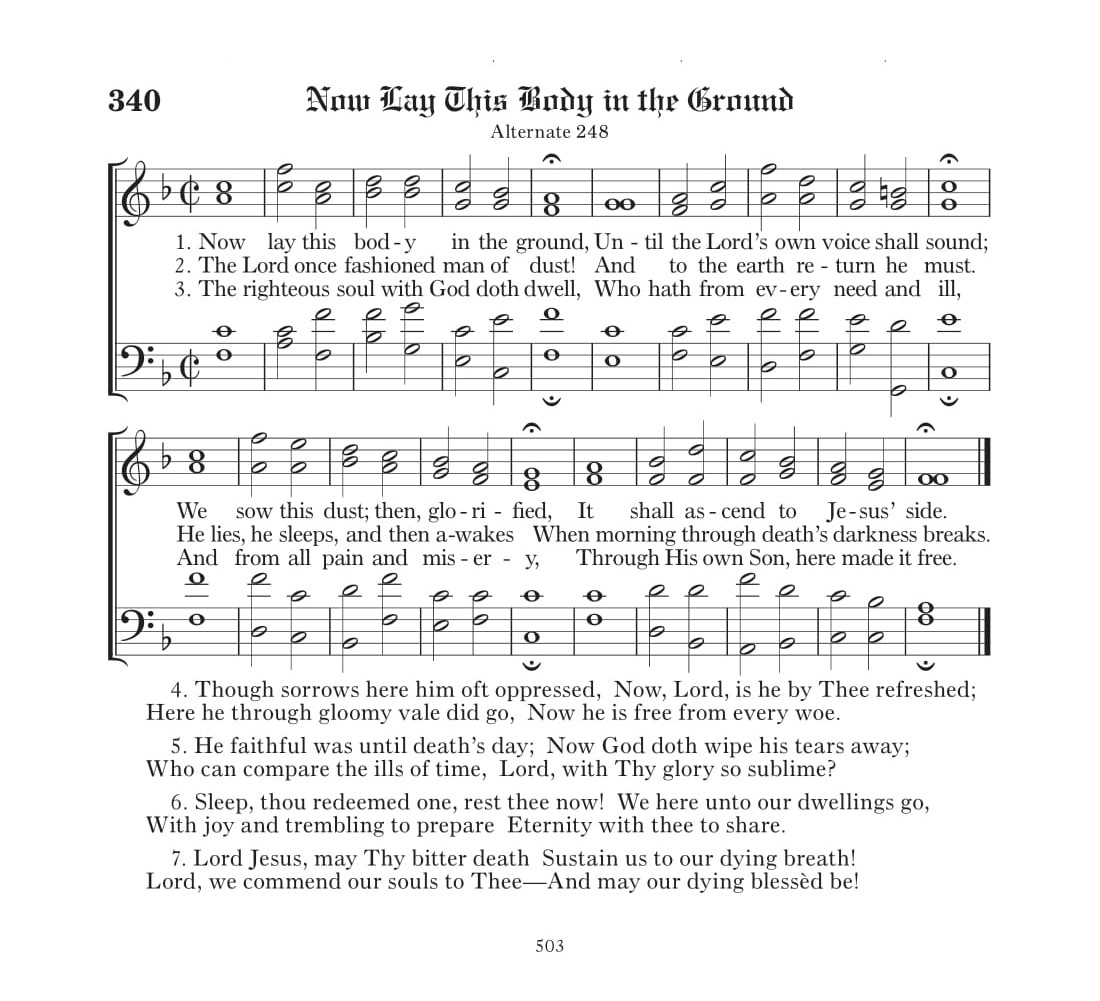 340 Now Lay This Body in the Ground
Alternate 248
1. Now lay this bod - y in the ground, Un - til the Lord's own voice shall sound;
2. The Lord once fashioned man of dust! And to the earth re - turn he must.
3. The righteous soul with God doth dwell, Who hath from ev - ery need and ill,
We sow this dust; then, glo - ri - fied, It shall as - cend to Je - sus' side.
He lies, he sleeps, and then a-wakes When morning through death's darkness breaks.
And from all pain and mis - er - y, Through His own Son, here made it free.
4. Though sorrows here him oft oppressed, Now, Lord, is he by Thee refreshed;
Here he through gloomy vale did go, Now he is free from every woe.
5. He faithful was until death's day; Now God doth wipe his tears away;
Who can compare the ills of time, Lord, with Thy glory so sublime?
6. Sleep, thou redeemed one, rest thee now! We here unto our dwellings go,
With joy and trembling to prepare Eternity with thee to share.
7. Lord Jesus, may Thy bitter death Sustain us to our dying breath!
Lord, we commend our souls to Thee—And may our dying blessèd be!
503